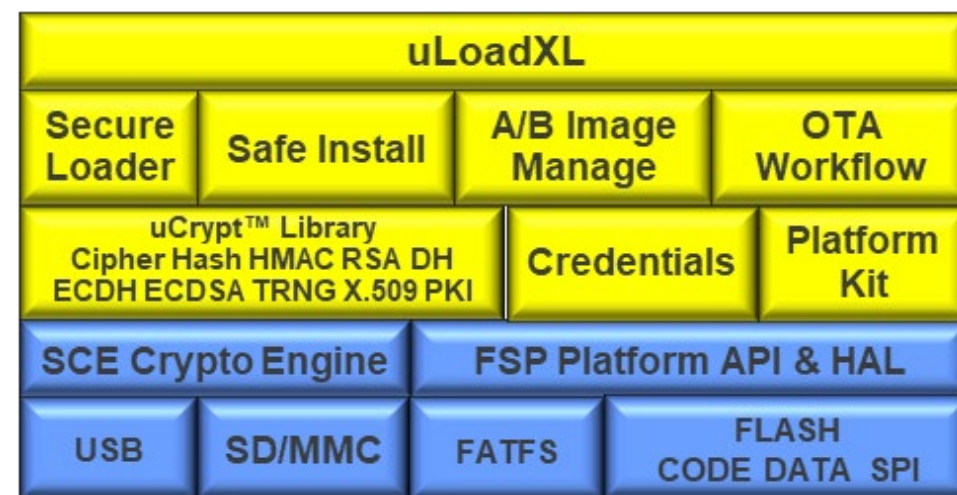 uLoadXL
Secure
Loader
Safe Install
A/B Image
Manage
OTA
Workflow
uCrypt™ Library
Cipher Hash HMAC RSA DH
ECDH ECDSA TRNG X.509 PKI
Credentials
Platform
Kit
SCE Crypto Engine
FSP Platform API & HAL
USB
SD/MMC
FATFS
FLASH
CODE DATA SPI